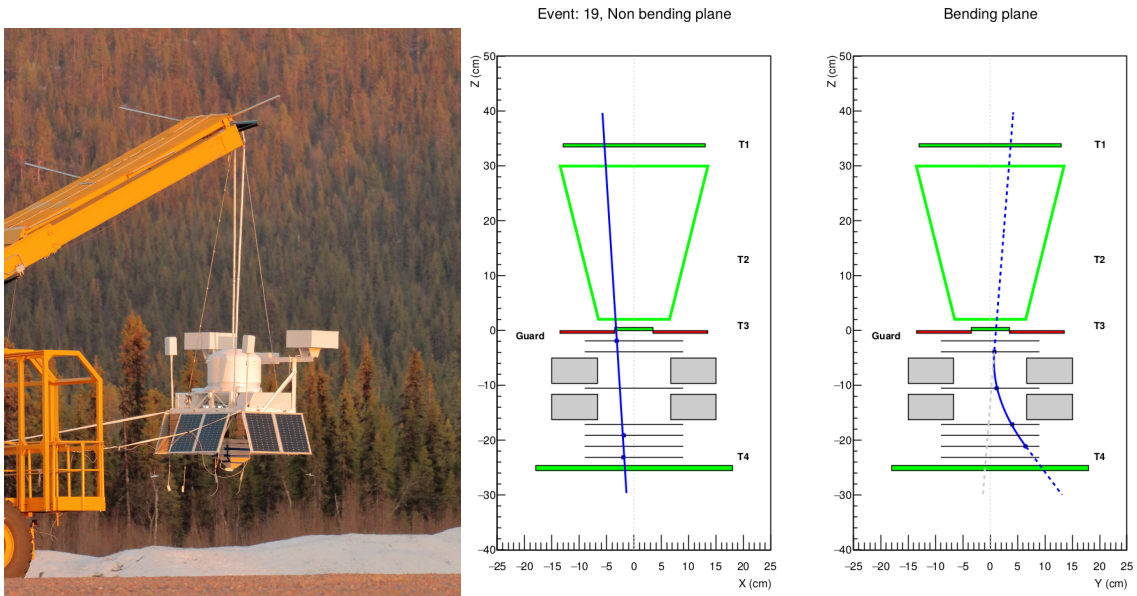 Event: 19, Non bending plane
Z (cm)
50
40
30
20
10
0
−10
−20
−30
−40
−25 −20 −15 −10 −5 0 5 10 15 20 25
X (cm)
T1
T2
T3
Guard
T4
Bending plane
Z (cm)
50
40
30
20
10
0
−10
−20
−30
−40
−25 −20 −15 −10 −5 0 5 10 15 20 25
Y (cm)
T1
T2
T3
Guard
T4